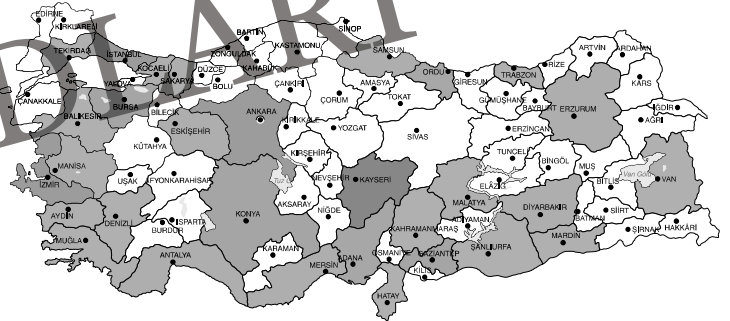 EDİRNE
KIRKLARELİ
TEKİRDAĞ
İSTANBUL
ÇANAKKALE
YALOVA
KOCAELİ
SAKARYA
DÜZCE
BOLU
ZONGULDAK
BARTIN
KARABÜK
KASTAMONU
SİNOP
SAMSUN
ORDU
GİRESUN
TRABZON
RİZE
ARTVİN
ARDAHAN
KARS
IĞDIR
AĞRI
BALIKESİR
BURSA
BİLECİK
ESKİŞEHİR
ANKARA
ÇANKIRI
KIRIKKALE
ÇORUM
AMASYA
TOKAT
YOZGAT
SİVAS
GÜMÜŞHANE
BAYBURT
ERZURUM
ERZİNCAN
KÜTAHYA
MANİSA
İZMİR
UŞAK
AFYONKARAHİSAR
KIRŞEHİR
NEVŞEHİR
KAYSERİ
Tuz
AKSARAY
NİĞDE
KONYA
TUNCELİ
BİNGÖL
MUŞ
ELAZIĞ
BİTLİS
Van Gölü
VAN
MALATYA
DİYARBAKIR
BATMAN
SİİRT
ŞIRNAK
HAKKARİ
AYDIN
DENİZLİ
MUĞLA
BURDUR
ISPARTA
ANTALYA
KARAMAN
MERSİN
ADANA
OSMANİYE
KAHRAMANMARAŞ
GAZİANTEP
KİLİS
ADIYAMAN
ŞANLIURFA
MARDİN
HATAY
DLARI